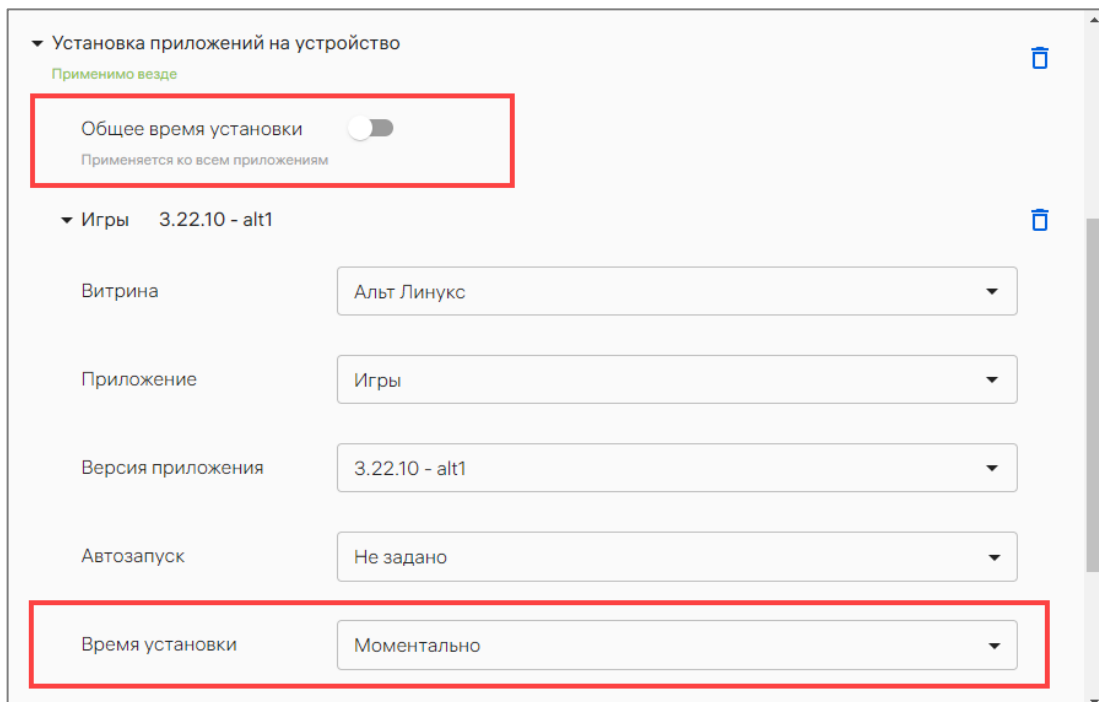 Установка приложений на устройство
Применимо везде
Общее время установки
Применяется ко всем приложениям
Игры 3.22.10 - alt1
Витрина Альт Линукс
Приложение Игры
Версия приложения 3.22.10 - alt1
Автозапуск Не задано
Время установки Моментально